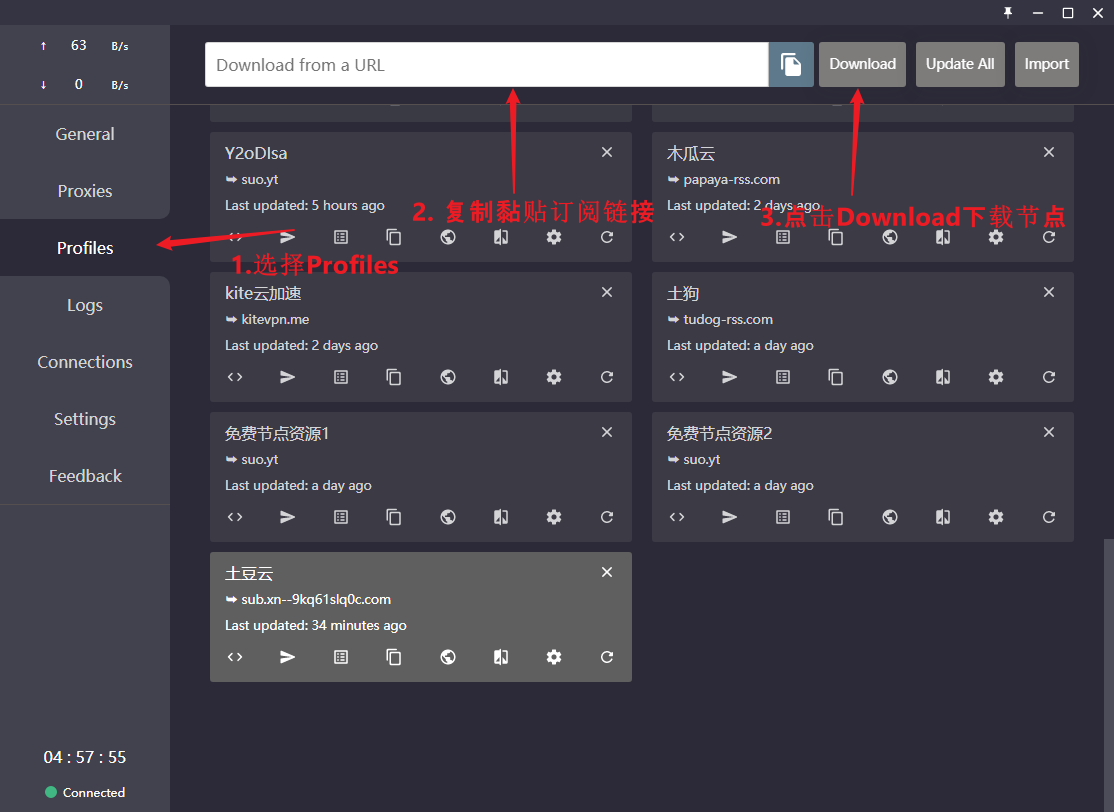 ↑ 63 B/s
↓ 0 B/s
General
Proxies
Profiles
Logs
Connections
Settings
Feedback
04 : 57 : 55
Connected
Download from a URL
Download
Update All
Import
Y2oDIsa
suo.yt
Last updated: 5 hours ago
木瓜云
papaya-rss.com
Last updated: 2 days ago
1.选择Profiles
2. 复制黏贴订阅链接
3.点击Download下载节点
kite云加速
kitevpn.me
Last updated: 2 days ago
土狗
tudog-rss.com
Last updated: a day ago
免费节点资源1
suo.yt
Last updated: a day ago
免费节点资源2
suo.yt
Last updated: a day ago
土豆云
sub.xn--9kq61slq0c.com
Last updated: 34 minutes ago